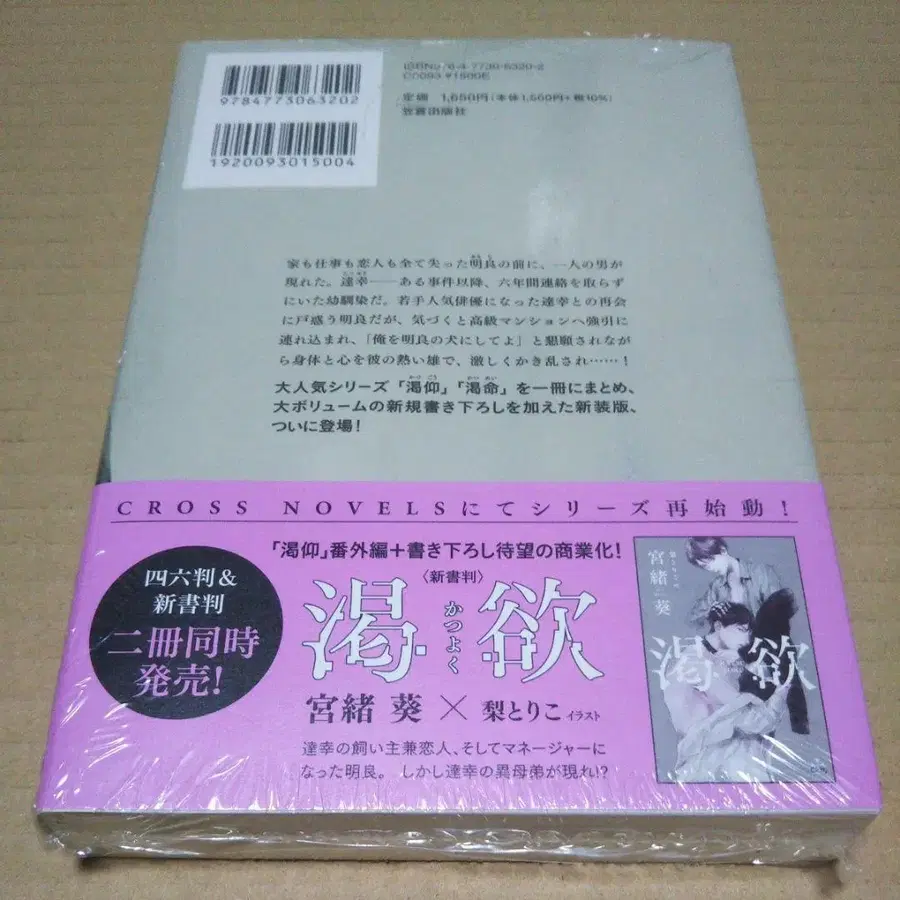 9784773063202
1920093015004
ISBN978-4-7730-6320-2
C0093 ¥1500E
定価 1,650円(本体1,500円+税10%)
笠倉出版社
家も仕事も恋人も全て失った明良の前に、一人の男が
現れた。達幸――ある事件以降、六年間連絡を取らず
にいた幼馴染だ。若手人気俳優になった達幸との再会
に戸惑う明良だが、気づくと高級マンションへ強引に
連れ込まれ、「俺を明良の犬にしてよ」と懇願されなが
ら身体と心を彼の熱い雄で、激しくかき乱され……!
大人気シリーズ「渇仰」「渇命」を一冊にまとめ、
大ボリュームの新規書き下ろしを加えた新装版、
ついに登場!
CROSS NOVELSにてシリーズ再始動!
四六判&
新書判
二冊同時
発売!
「渇仰」番外編+書き下ろし待望の商業化!
〈新書判〉
渇欲
かつよく
宮緒 葵 × 梨とりこ イラスト
達幸の飼い主兼恋人、そしてマネージャーに
なった明良。しかし達幸の異母弟が現れ!?
宮緒 葵
渇欲